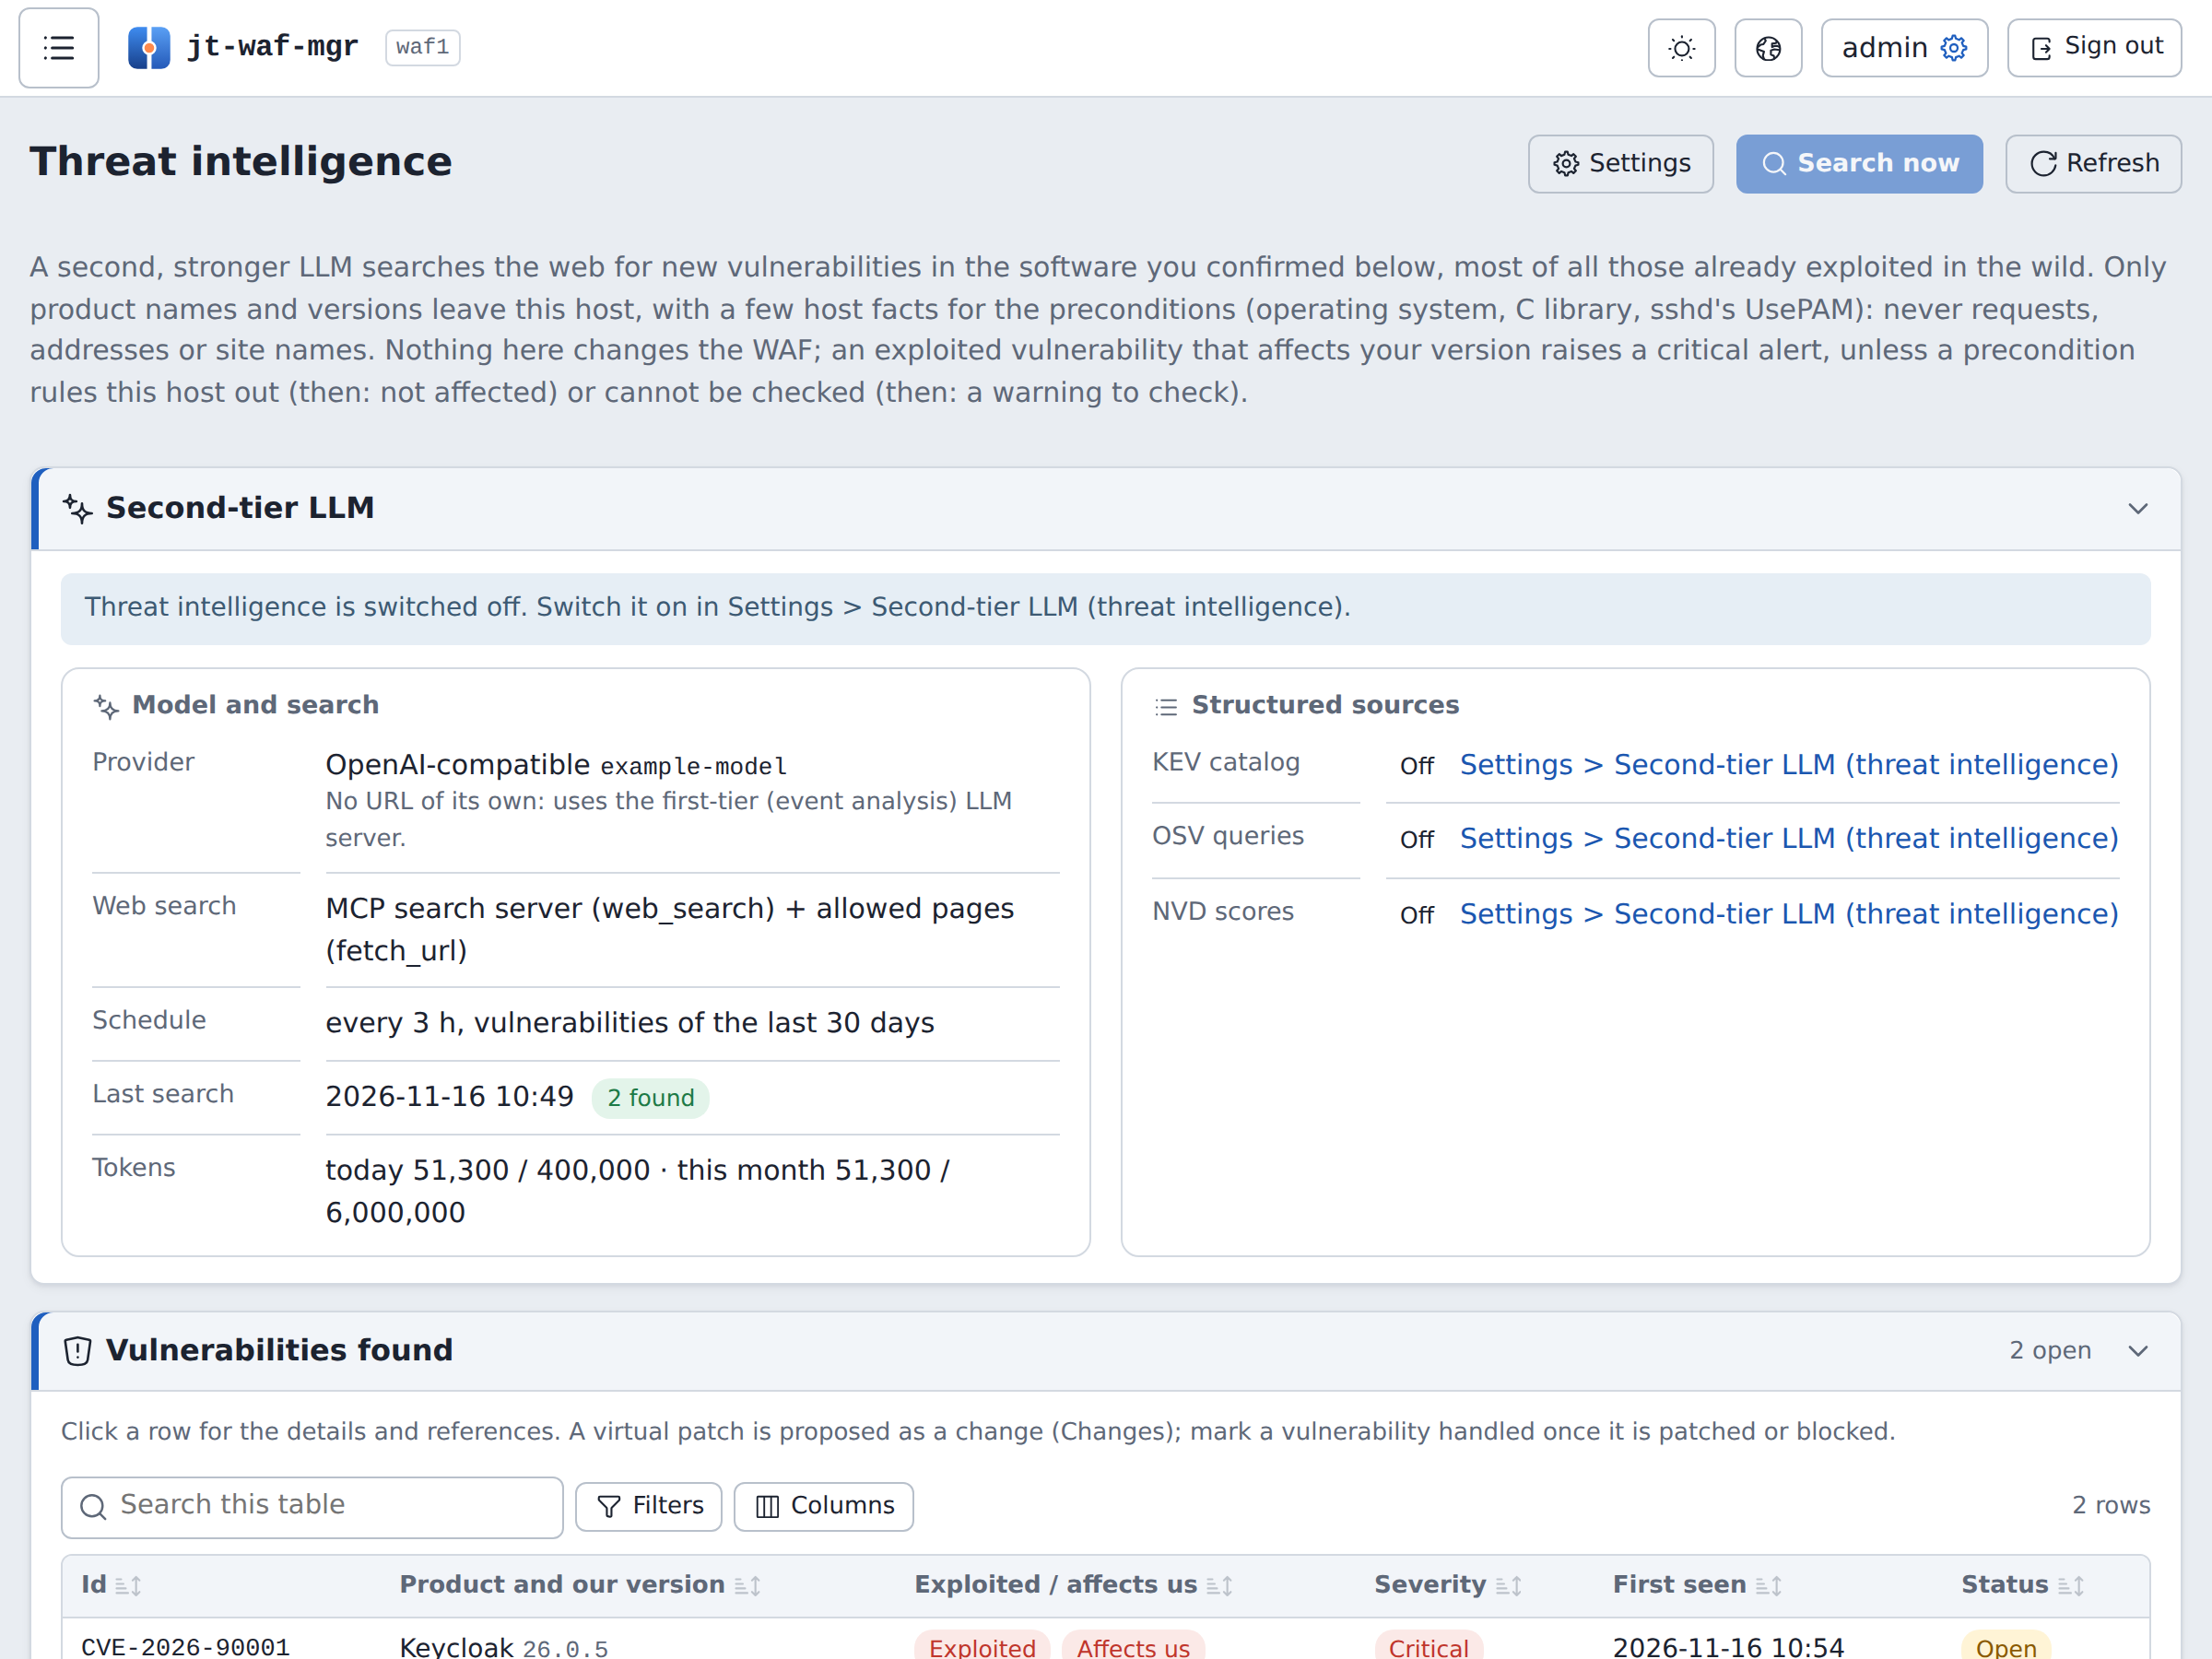 jt-waf-mgr waf1 admin Sign out
Threat intelligence Settings Search now Refresh
A second, stronger LLM searches the web for new vulnerabilities in the software you confirmed below, most of all those already exploited in the wild. Only
product names and versions leave this host, with a few host facts for the preconditions (operating system, C library, sshd's UsePAM): never requests,
addresses or site names. Nothing here changes the WAF; an exploited vulnerability that affects your version raises a critical alert, unless a precondition
rules this host out (then: not affected) or cannot be checked (then: a warning to check).
Second-tier LLM
Threat intelligence is switched off. Switch it on in Settings > Second-tier LLM (threat intelligence).
Model and search
Provider OpenAI-compatible example-model
No URL of its own: uses the first-tier (event analysis) LLM
server.
Web search MCP search server (web_search) + allowed pages
(fetch_url)
Schedule every 3 h, vulnerabilities of the last 30 days
Last search 2026-11-16 10:49 2 found
Tokens today 51,300 / 400,000 · this month 51,300 /
6,000,000
Structured sources
KEV catalog Off Settings > Second-tier LLM (threat intelligence)
OSV queries Off Settings > Second-tier LLM (threat intelligence)
NVD scores Off Settings > Second-tier LLM (threat intelligence)
Vulnerabilities found 2 open
Click a row for the details and references. A virtual patch is proposed as a change (Changes); mark a vulnerability handled once it is patched or blocked.
Search this table Filters Columns 2 rows
Id Product and our version Exploited / affects us Severity First seen Status
CVE-2026-90001 Keycloak 26.0.5 Exploited Affects us Critical 2026-11-16 10:54 Open